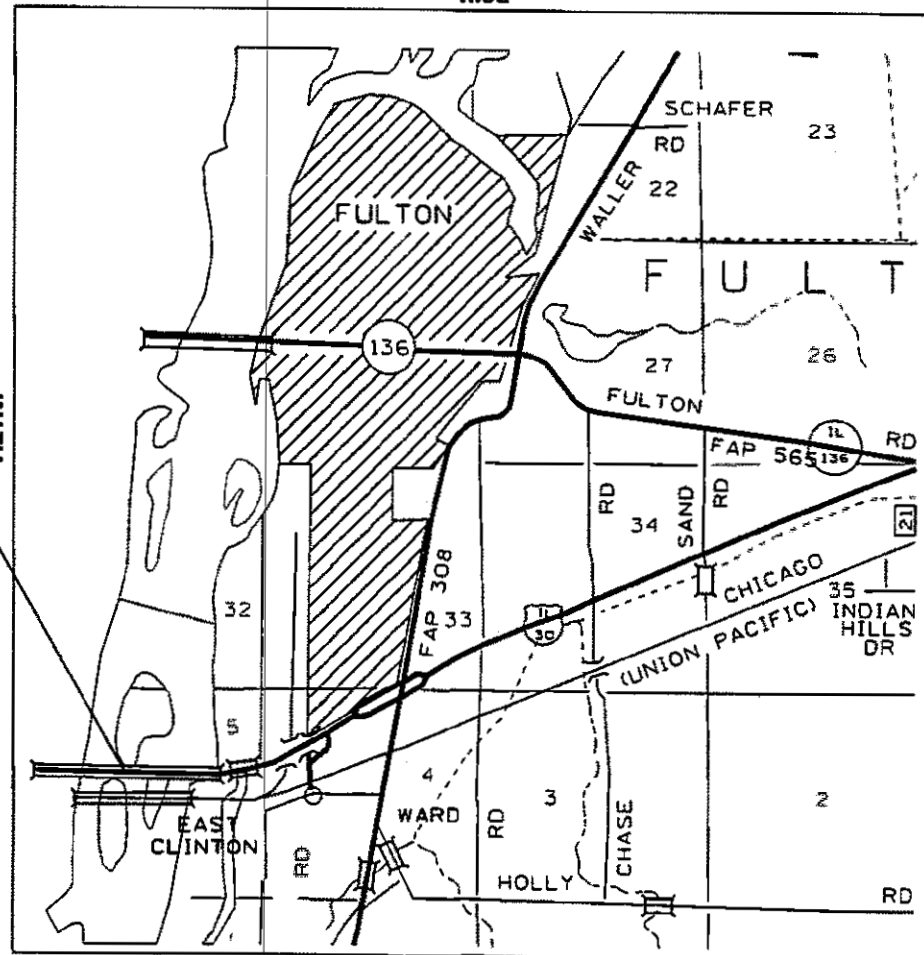 SCHAFER
RD
23
22
WALLER
FULTON
F U L T
136
27
26
FULTON
IL
136
RD
FAP 565
RD
SAND
RD
34
21
FAP 308
33
32
IL
30
CHICAGO
(UNION PACIFIC)
35
INDIAN
HILLS
DR
5
4
3
2
WARD
RD
CHASE
EAST
CLINTON
RD
HOLLY
RD